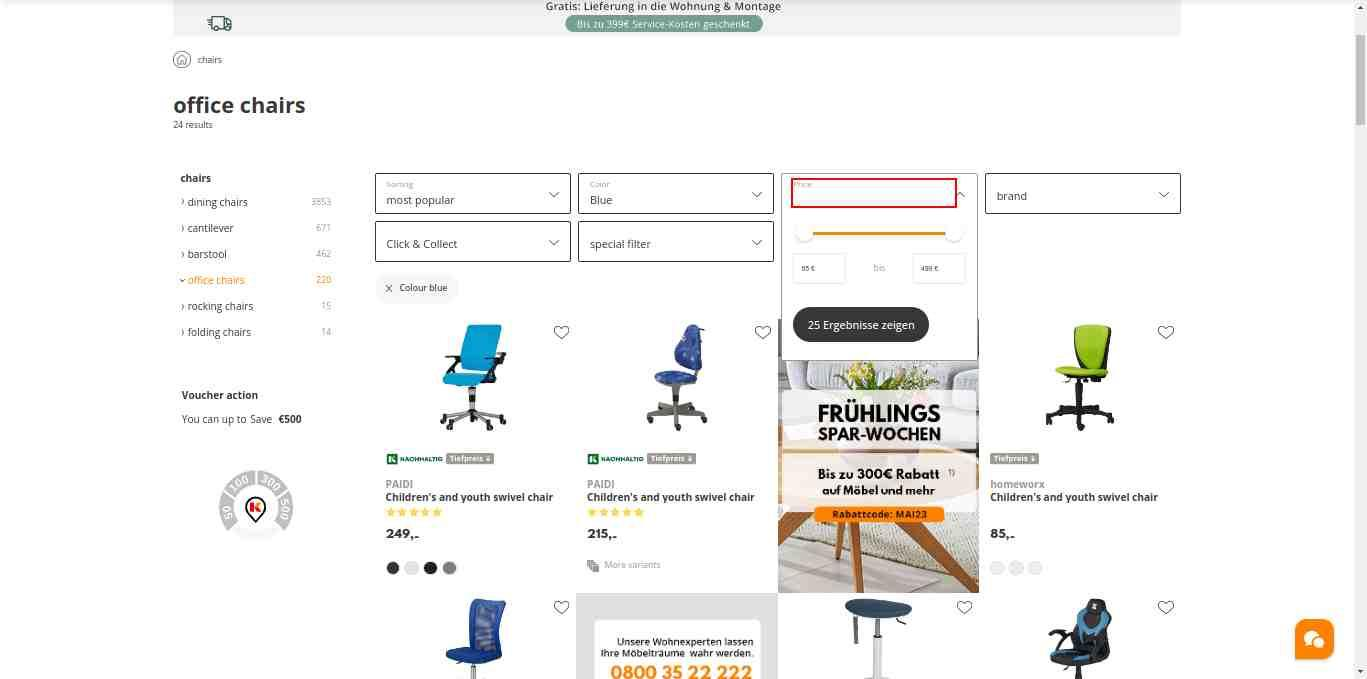 Gratis: Lieferung in die Wohnung & Montage
Bis zu 399€ Service-Kosten geschenkt
chairs
office chairs
24 results
chairs
dining chairs 3853
cantilever 671
barstool 462
office chairs 220
rocking chairs 15
folding chairs 14
Voucher action
You can up to Save €500
50 100 300 500
Sorting
most popular
Color
Blue
Price
brand
Click & Collect
special filter
85 € bis 499 €
25 Ergebnisse zeigen
Colour blue
NACHHALTIG Tiefpreis
PAIDI
Children's and youth swivel chair
249,-
NACHHALTIG Tiefpreis
PAIDI
Children's and youth swivel chair
215,-
More variants
FRÜHLINGS
SPAR-WOCHEN
Bis zu 300€ Rabatt 1)
auf Möbel und mehr
Rabattcode: MAI23
Tiefpreis
homeworx
Children's and youth swivel chair
85,-
Unsere Wohnexperten lassen
Ihre Möbelträume wahr werden.
0800 35 22 222